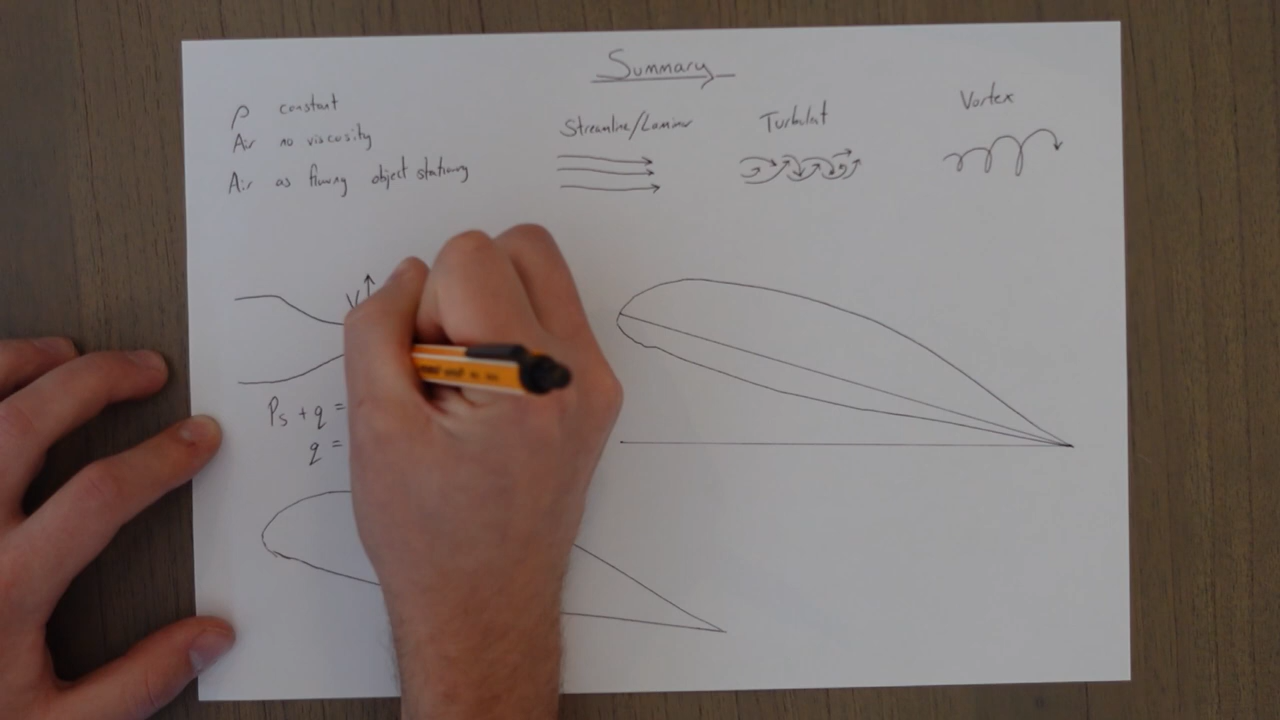 Summary
ρ constant
Air no viscosity
Air as flowing object stationary
Streamline/Laminar
Turbulent
Vortex
V↑
Ps + q =
q =